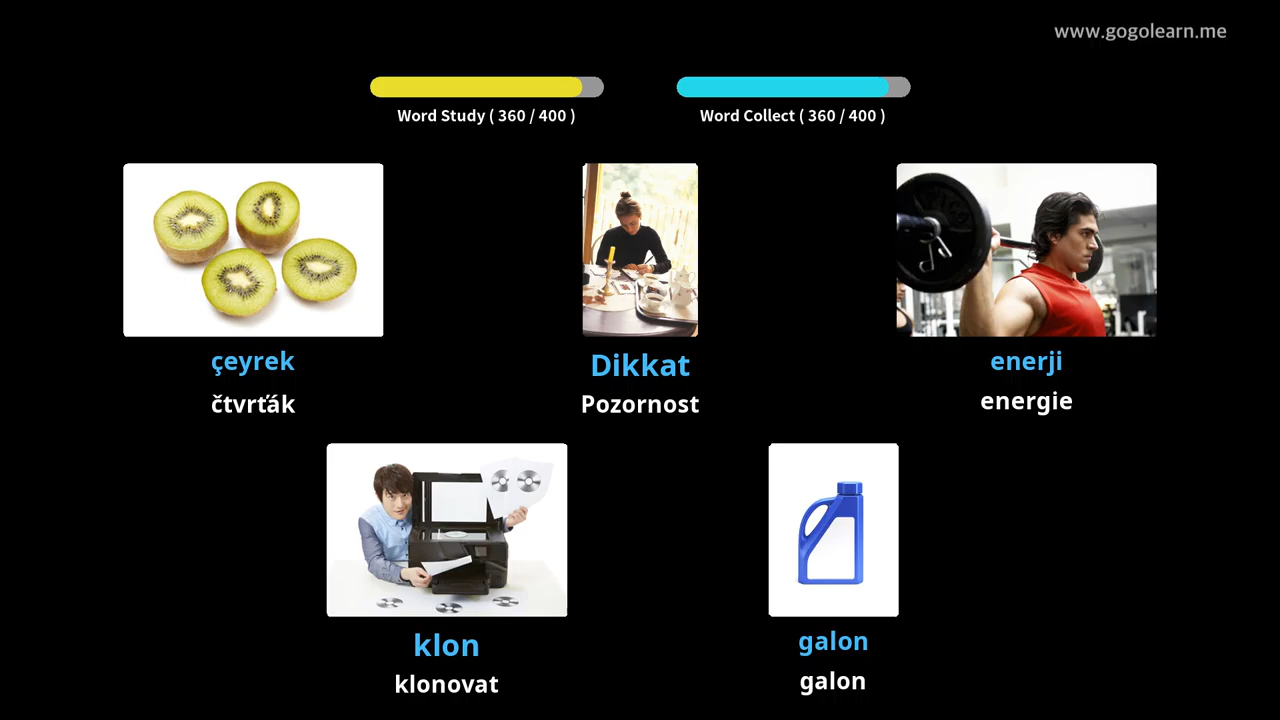 www.gogolearn.me
Word Study ( 360 / 400 )
Word Collect ( 360 / 400 )
çeyrek
čtvrťák
Dikkat
Pozornost
enerji
energie
klon
klonovat
galon
galon